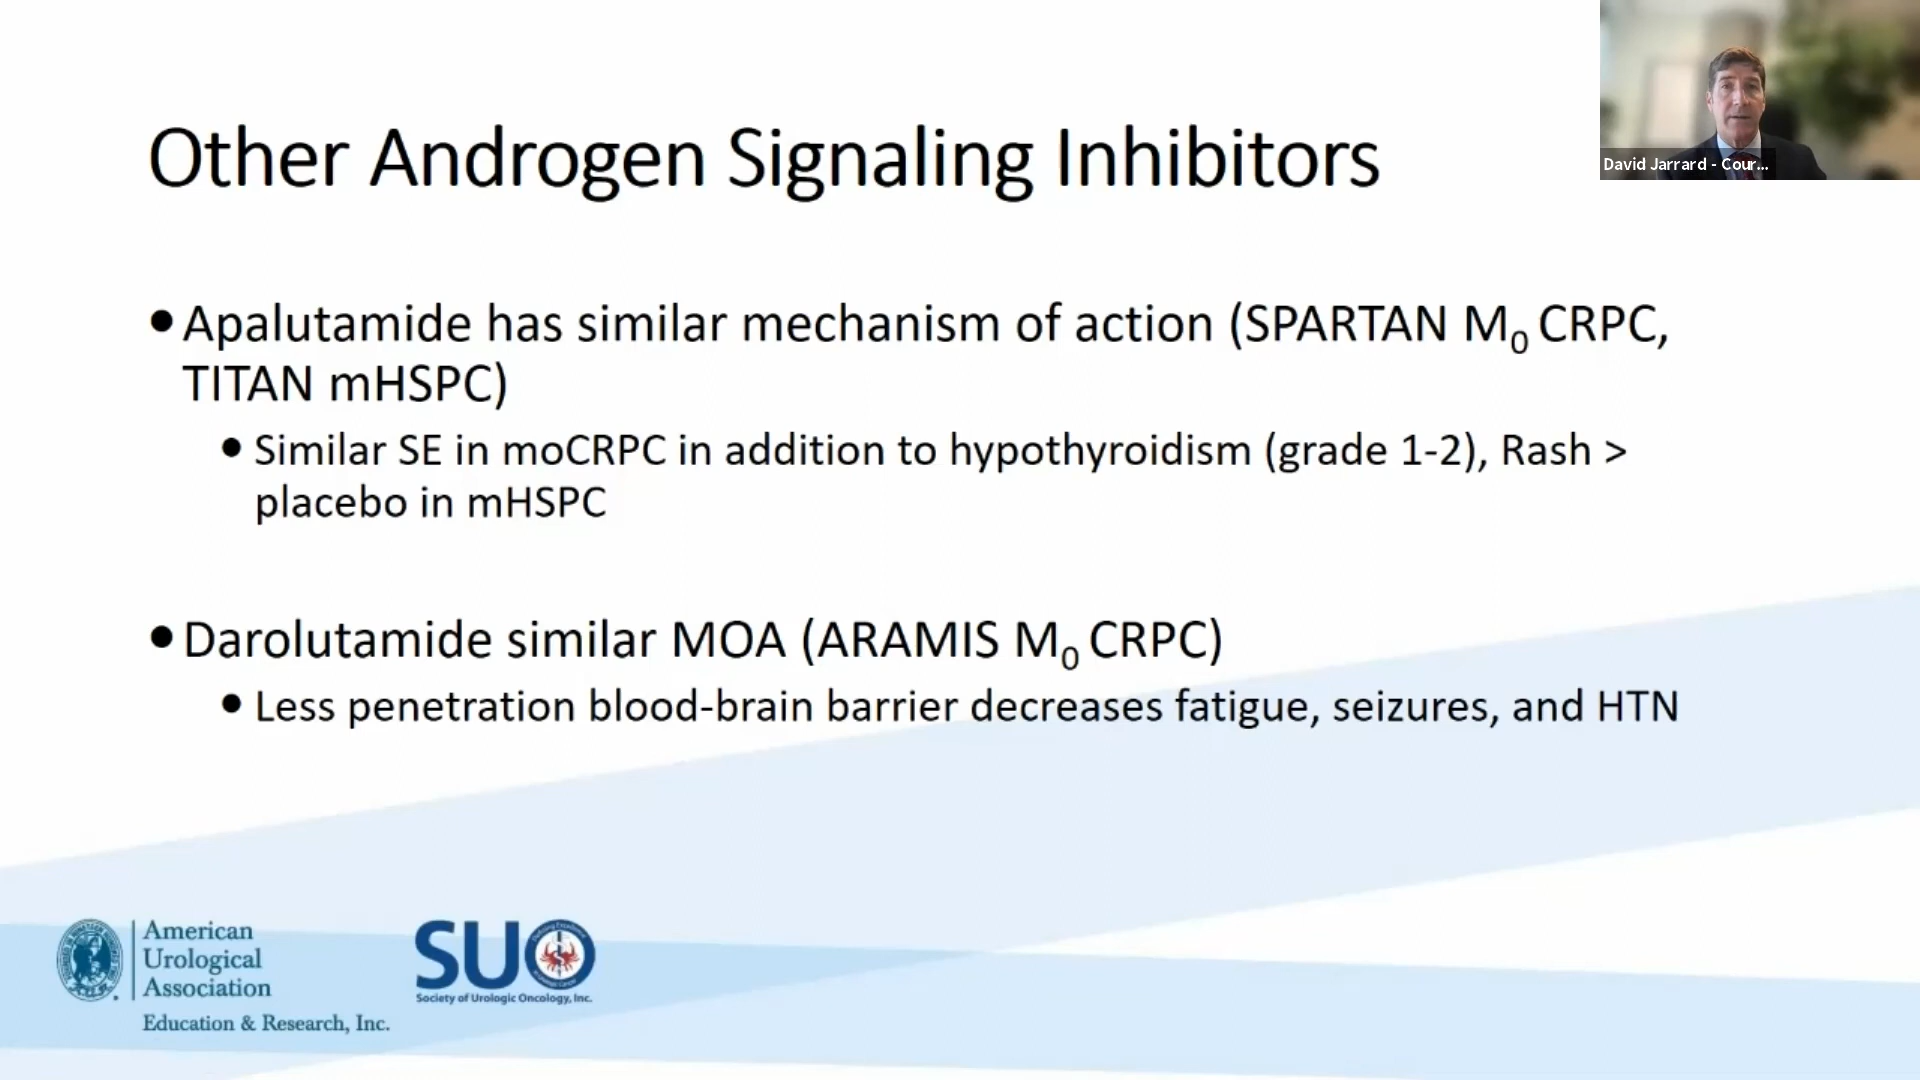 Other Androgen Signaling Inhibitors
David Jarrard - Cour...
•Apalutamide has similar mechanism of action (SPARTAN M₀ CRPC,
TITAN mHSPC)
• Similar SE in moCRPC in addition to hypothyroidism (grade 1-2), Rash >
placebo in mHSPC
•Darolutamide similar MOA (ARAMIS M₀ CRPC)
• Less penetration blood-brain barrier decreases fatigue, seizures, and HTN
American
Urological
Association
Education & Research, Inc.
SUO
Society of Urologic Oncology, Inc.